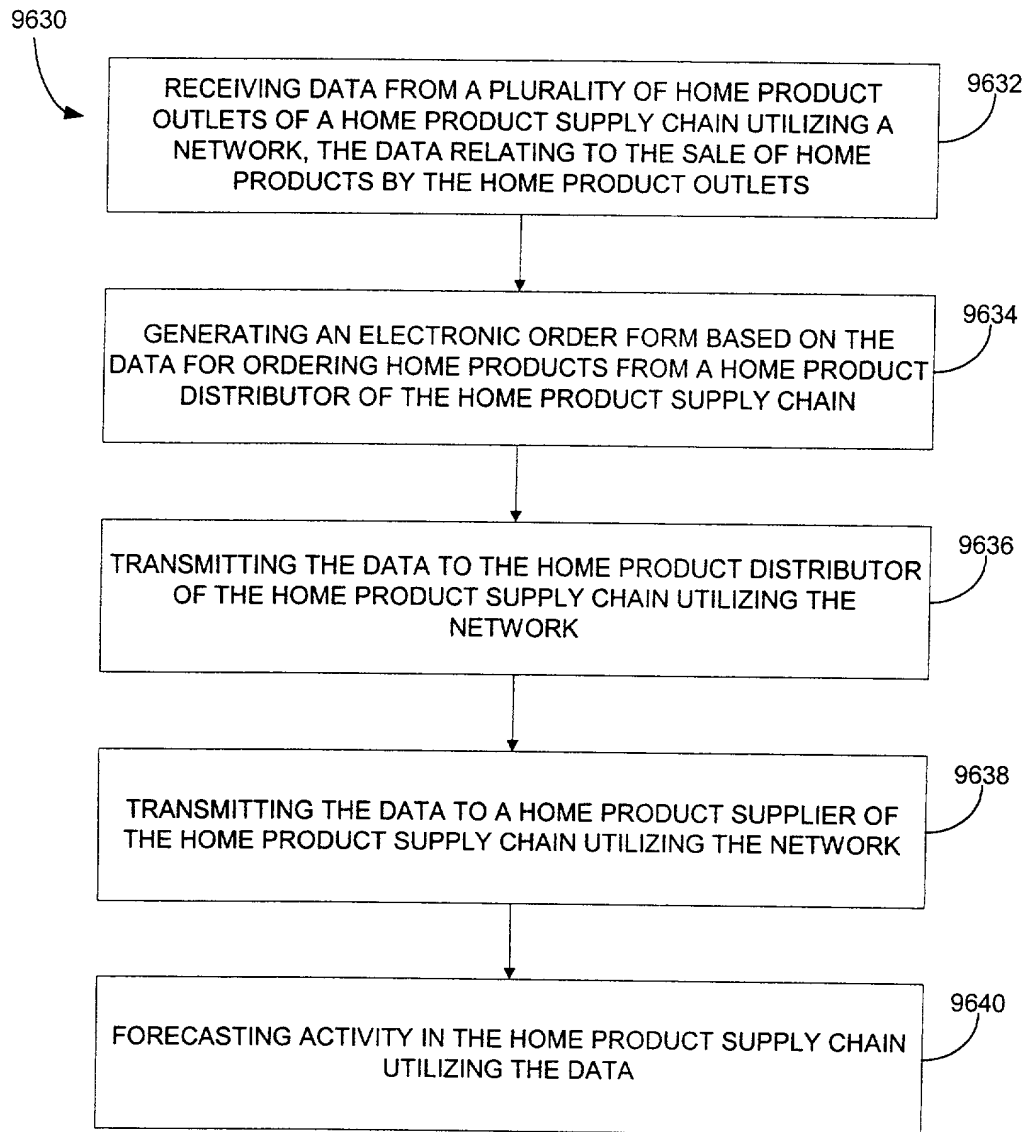 9630
RECEIVING DATA FROM A PLURALITY OF HOME PRODUCT
OUTLETS OF A HOME PRODUCT SUPPLY CHAIN UTILIZING A
NETWORK, THE DATA RELATING TO THE SALE OF HOME
PRODUCTS BY THE HOME PRODUCT OUTLETS
9632
GENERATING AN ELECTRONIC ORDER FORM BASED ON THE
DATA FOR ORDERING HOME PRODUCTS FROM A HOME PRODUCT
DISTRIBUTOR OF THE HOME PRODUCT SUPPLY CHAIN
9634
TRANSMITTING THE DATA TO THE HOME PRODUCT DISTRIBUTOR
OF THE HOME PRODUCT SUPPLY CHAIN UTILIZING THE
NETWORK
9636
TRANSMITTING THE DATA TO A HOME PRODUCT SUPPLIER OF
THE HOME PRODUCT SUPPLY CHAIN UTILIZING THE NETWORK
9638
FORECASTING ACTIVITY IN THE HOME PRODUCT SUPPLY CHAIN
UTILIZING THE DATA
9640